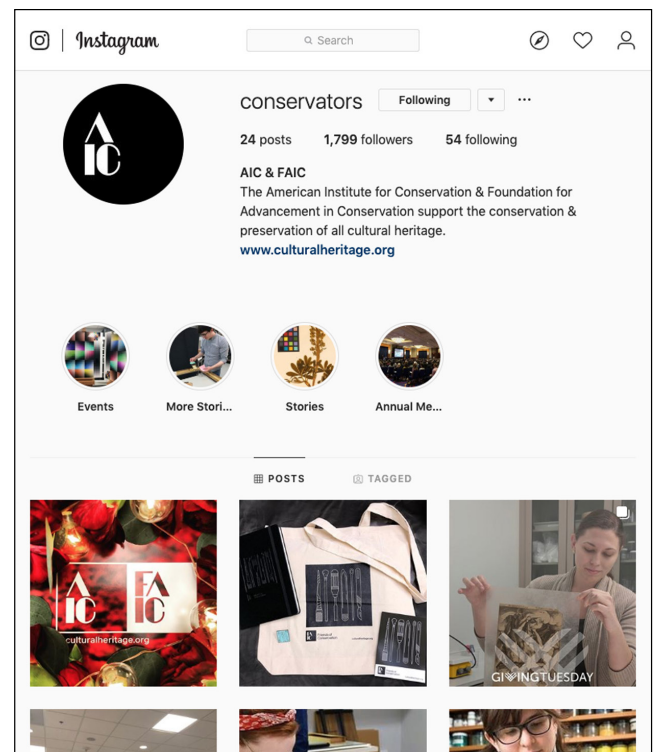 Instagram
Search
AIC
conservators Following
24 posts 1,799 followers 54 following
AIC & FAIC
The American Institute for Conservation & Foundation for
Advancement in Conservation support the conservation &
preservation of all cultural heritage.
www.culturalheritage.org
Events More Stori... Stories Annual Me...
POSTS TAGGED
AIC FAIC
culturalheritage.org
GIVINGTUESDAY